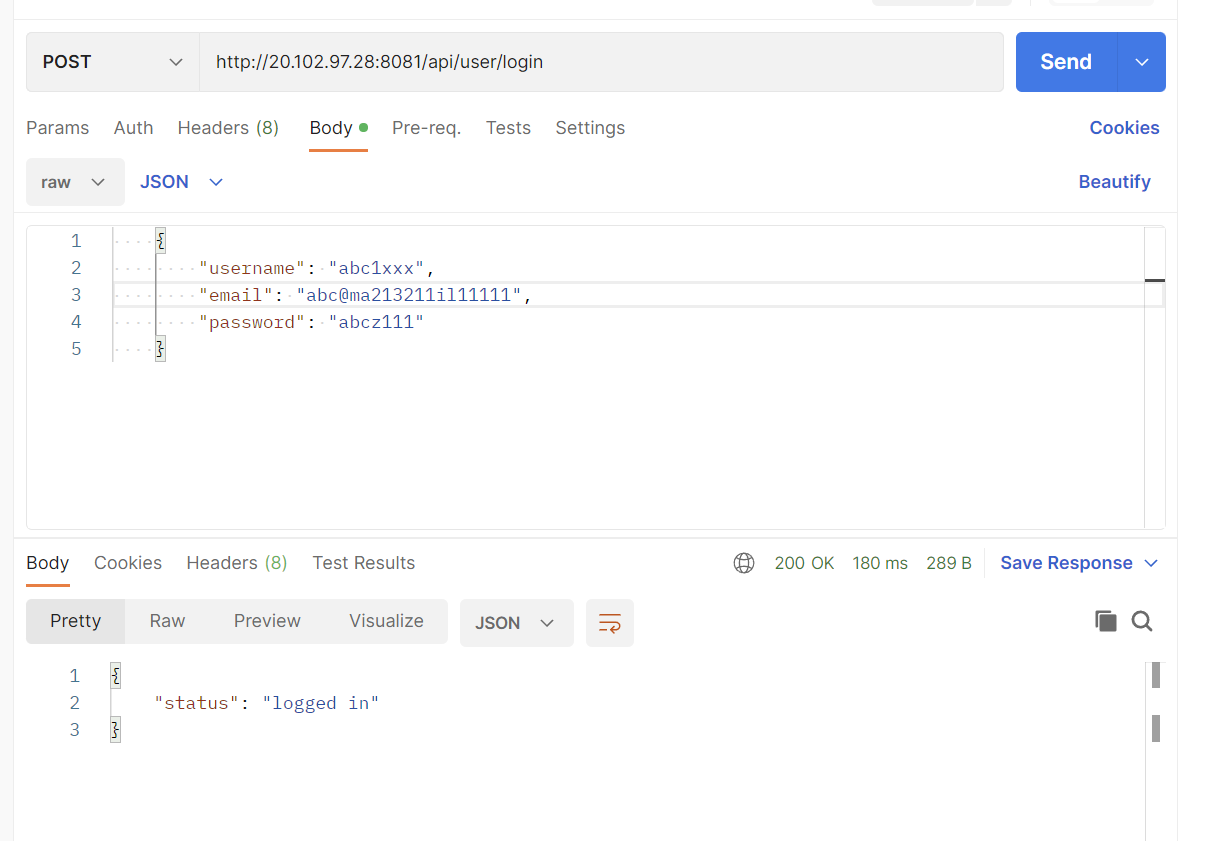 POST http://20.102.97.28:8081/api/user/login Send
Params Auth Headers (8) Body Pre-req. Tests Settings Cookies
raw JSON Beautify
1 {
2 "username": "abc1xxx",
3 "email": "abc@ma213211il11111",
4 "password": "abcz111"
5 }
Body Cookies Headers (8) Test Results 200 OK 180 ms 289 B Save Response
Pretty Raw Preview Visualize JSON
1 {
2 "status": "logged in"
3 }